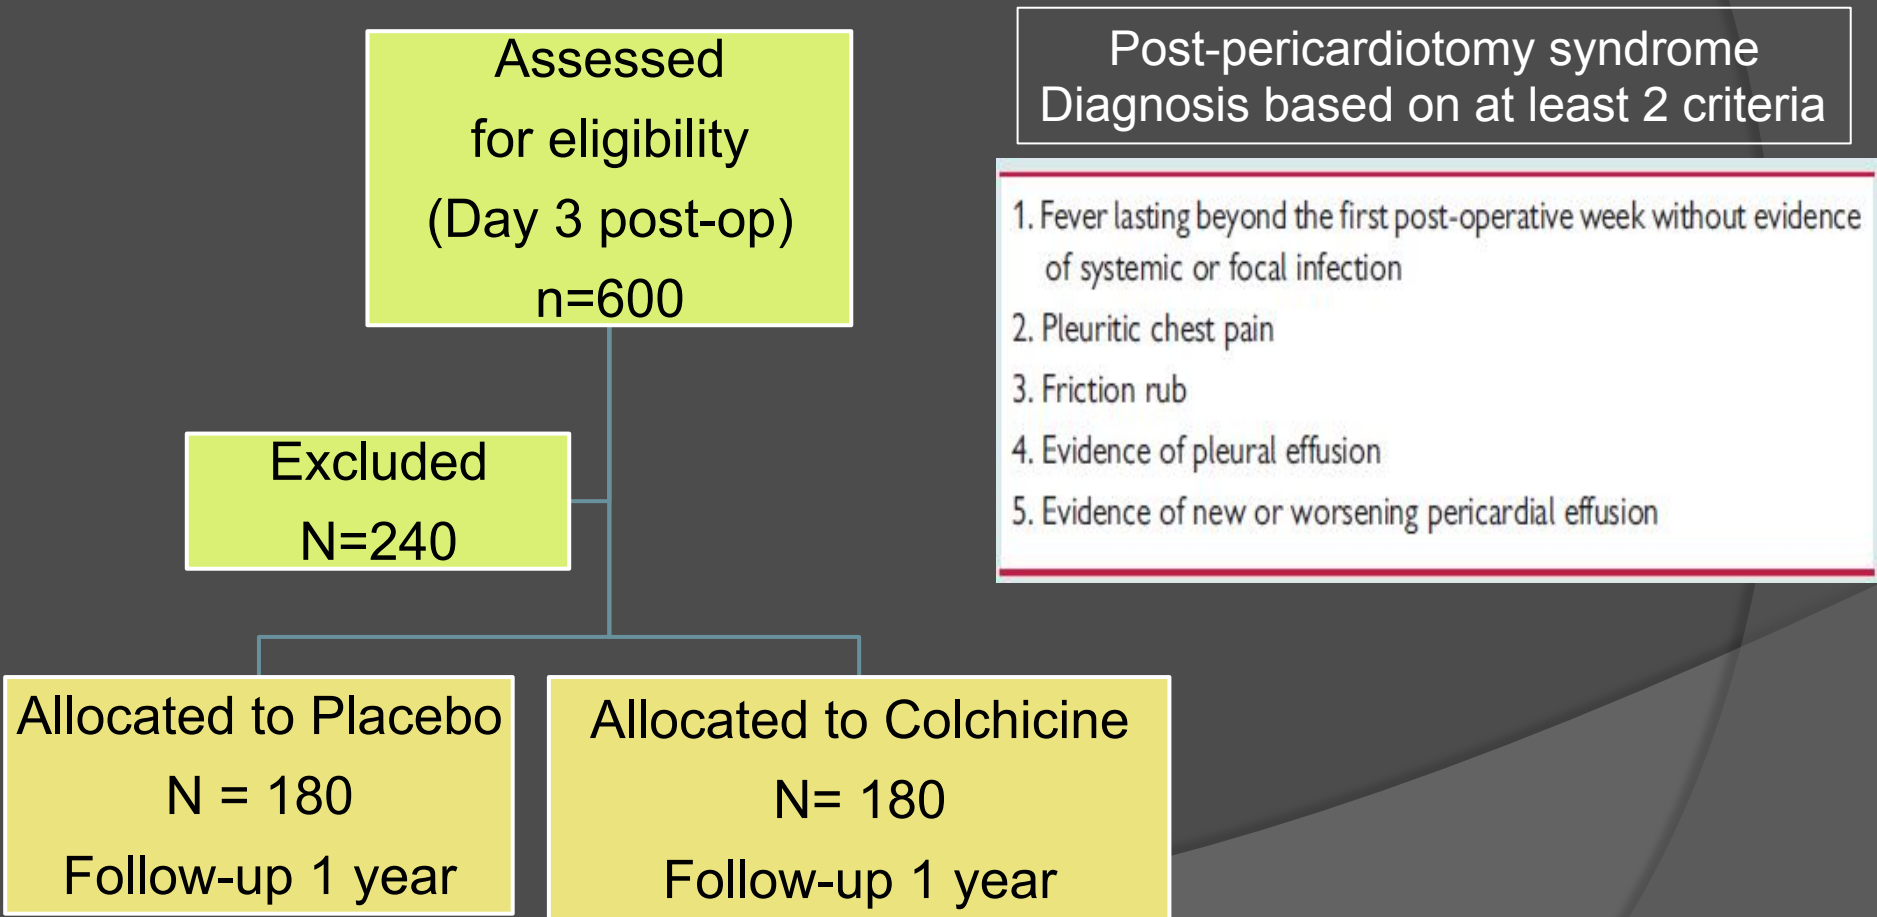 Assessed
for eligibility
(Day 3 post-op)
n=600
Excluded
N=240
Allocated to Placebo
N = 180
Follow-up 1 year
Allocated to Colchicine
N= 180
Follow-up 1 year
Post-pericardiotomy syndrome
Diagnosis based on at least 2 criteria
1. Fever lasting beyond the first post-operative week without evidence
of systemic or focal infection
2. Pleuritic chest pain
3. Friction rub
4. Evidence of pleural effusion
5. Evidence of new or worsening pericardial effusion